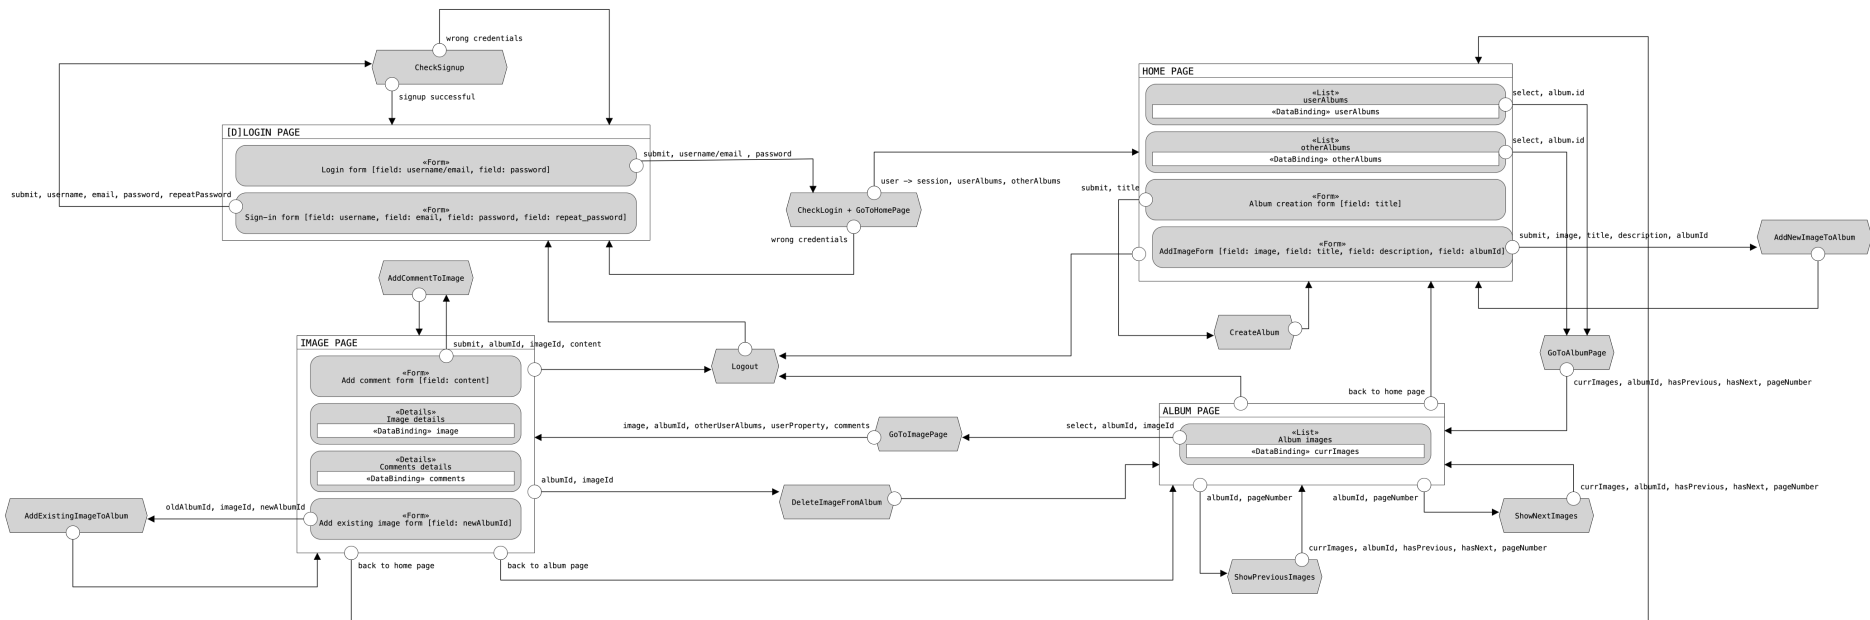 wrong credentials
CheckSignup
signup successful
[D]LOGIN PAGE
«Form»
Login form [field: username/email, field: password]
submit, username/email , password
submit, username, email, password, repeatPassword
«Form»
Sign-in form [field: username, field: email, field: password, field: repeat_password]
user -> session, userAlbums, otherAlbums
CheckLogin + GoToHomePage
wrong credentials
HOME PAGE
«List»
userAlbums
«DataBinding» userAlbums
select, album.id
«List»
otherAlbums
«DataBinding» otherAlbums
select, album.id
submit, title
«Form»
Album creation form [field: title]
«Form»
AddImageForm [field: image, field: title, field: description, field: albumId]
submit, image, title, description, albumId
AddNewImageToAlbum
CreateAlbum
GoToAlbumPage
currImages, albumId, hasPrevious, hasNext, pageNumber
AddCommentToImage
IMAGE PAGE
submit, albumId, imageId, content
«Form»
Add comment form [field: content]
«Details»
Image details
«DataBinding» image
«Details»
Comments details
«DataBinding» comments
«Form»
Add existing image form [field: newAlbumId]
oldAlbumId, imageId, newAlbumId
AddExistingImageToAlbum
back to home page
back to album page
Logout
image, albumId, otherUserAlbums, userProperty, comments
GoToImagePage
select, albumId, imageId
albumId, imageId
DeleteImageFromAlbum
back to home page
ALBUM PAGE
«List»
Album images
«DataBinding» currImages
albumId, pageNumber
albumId, pageNumber
currImages, albumId, hasPrevious, hasNext, pageNumber
ShowNextImages
currImages, albumId, hasPrevious, hasNext, pageNumber
ShowPreviousImages